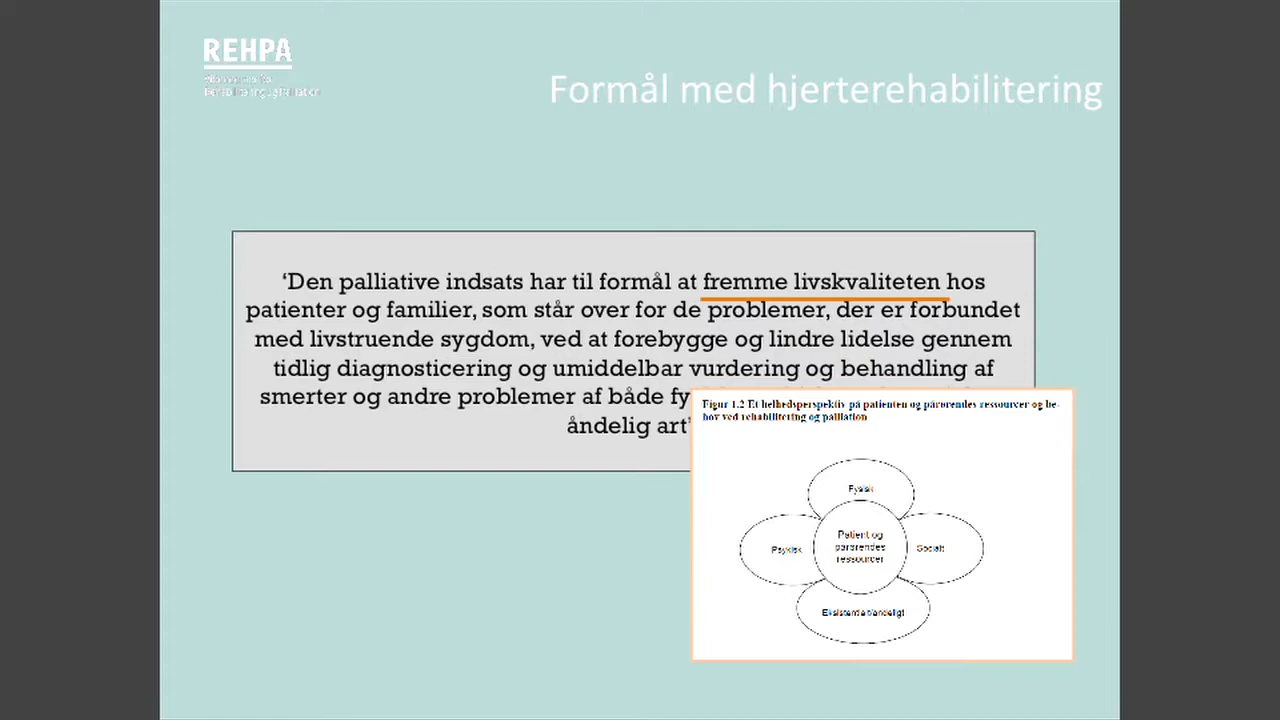 REHPA
Formål med hjerterehabilitering
‘Den palliative indsats har til formål at fremme livskvaliteten hos
patienter og familier, som står over for de problemer, der er forbundet
med livstruende sygdom, ved at forebygge og lindre lidelse gennem
tidlig diagnosticering og umiddelbar vurdering og behandling af
smerter og andre problemer af både
åndelig art’
Figur 1.2 Et helhedsperspektiv på patienten og pårørendes ressourcer og be-
hov ved rehabilitering og palliation
Fysisk
Patient og
pårørendes
ressourcer
Psykisk
Socialt
Eksistentielt/åndeligt